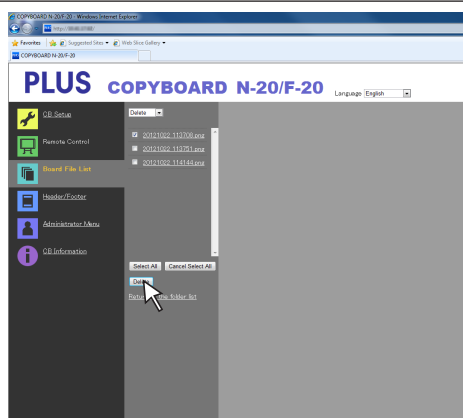 COPYBOARD N-20/F-20 - Windows Internet Explorer
Favorites Suggested Sites Web Slice Gallery
COPYBOARD N-20/F-20
PLUS COPYBOARD N-20/F-20 Language English
CB Setup
Remote Control
Board File List
Header/Footer
Administrator Menu
CB Information
Delete
20121022_113708.png
20121022_113751.png
20121022_114144.png
Select All Cancel Select All
Delete
Return the folder list